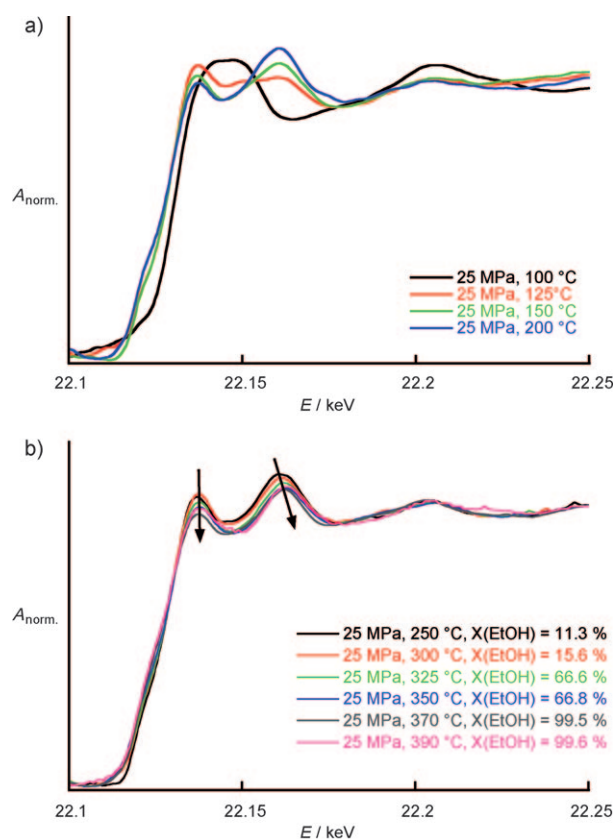 a)
A norm.
25 MPa, 100 °C
25 MPa, 125°C
25 MPa, 150 °C
25 MPa, 200 °C
22.1 22.15 22.2 22.25
E / keV
b)
A norm.
25 MPa, 250 °C, X(EtOH) = 11.3 %
25 MPa, 300 °C, X(EtOH) = 15.6 %
25 MPa, 325 °C, X(EtOH) = 66.6 %
25 MPa, 350 °C, X(EtOH) = 66.8 %
25 MPa, 370 °C, X(EtOH) = 99.5 %
25 MPa, 390 °C, X(EtOH) = 99.6 %
22.1 22.15 22.2 22.25
E / keV